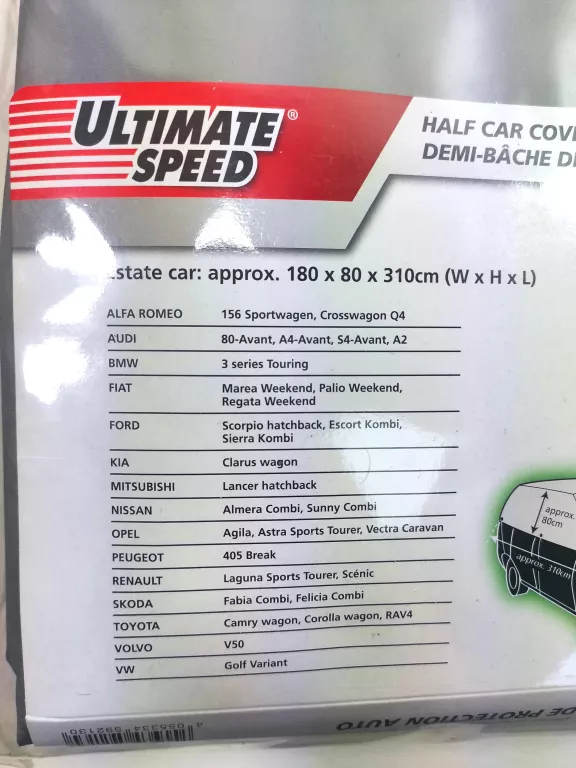 ULTIMATE®
SPEED
HALF CAR
DEMI-BÂCHE
Estate car: approx. 180 x 80 x 310cm (W x H x L)
ALFA ROMEO 156 Sportwagen, Crosswagon Q4
AUDI 80-Avant, A4-Avant, S4-Avant, A2
BMW 3 series Touring
FIAT Marea Weekend, Palio Weekend,
Regata Weekend
FORD Scorpio hatchback, Escort Kombi,
Sierra Kombi
KIA Clarus wagon
MITSUBISHI Lancer hatchback
NISSAN Almera Combi, Sunny Combi
OPEL Agila, Astra Sports Tourer, Vectra Caravan
PEUGEOT 405 Break
RENAULT Laguna Sports Tourer, Scénic
SKODA Fabia Combi, Felicia Combi
TOYOTA Camry wagon, Corolla wagon, RAV4
VOLVO V50
VW Golf Variant
approx.
80cm
approx. 310cm
DE PROTECTION AUTO
4 055334 592130